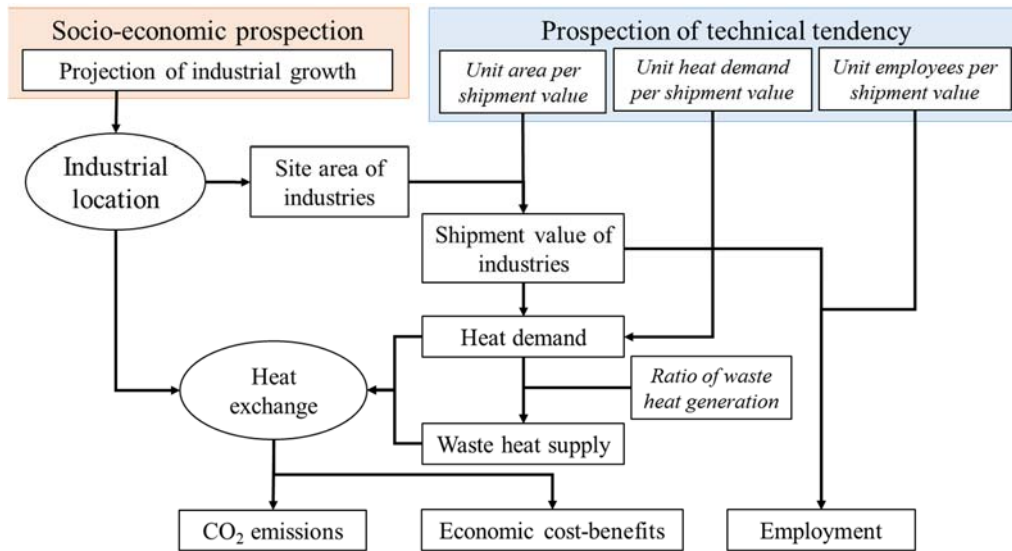 Socio-economic prospection
Projection of industrial growth
Prospection of technical tendency
Unit area per
shipment value
Unit heat demand
per shipment value
Unit employees per
shipment value
Industrial
location
Site area of
industries
Shipment value of
industries
Heat demand
Heat
exchange
Ratio of waste
heat generation
Waste heat supply
CO₂ emissions
Economic cost-benefits
Employment